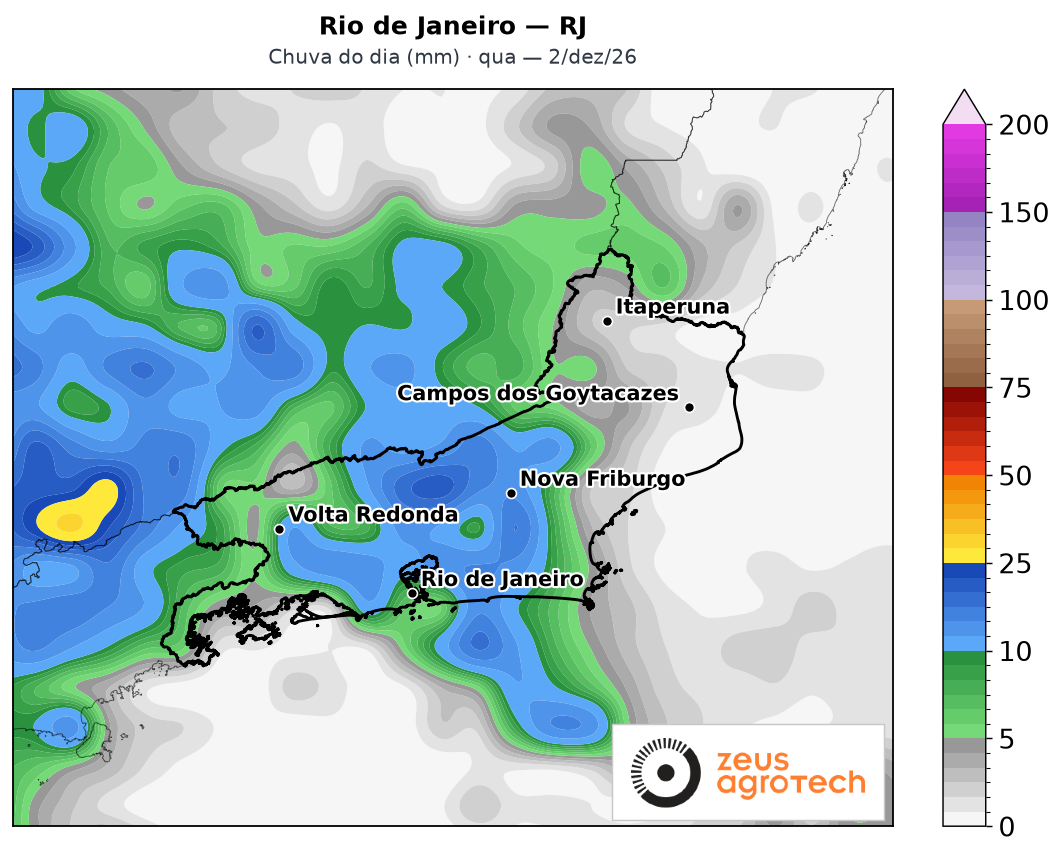 Rio de Janeiro — RJ
Chuva do dia (mm) · qua — 2/dez/26
Itaperuna
Campos dos Goytacazes
Nova Friburgo
Volta Redonda
Rio de Janeiro
200
150
100
75
50
25
10
5
0
zeus
agrotech